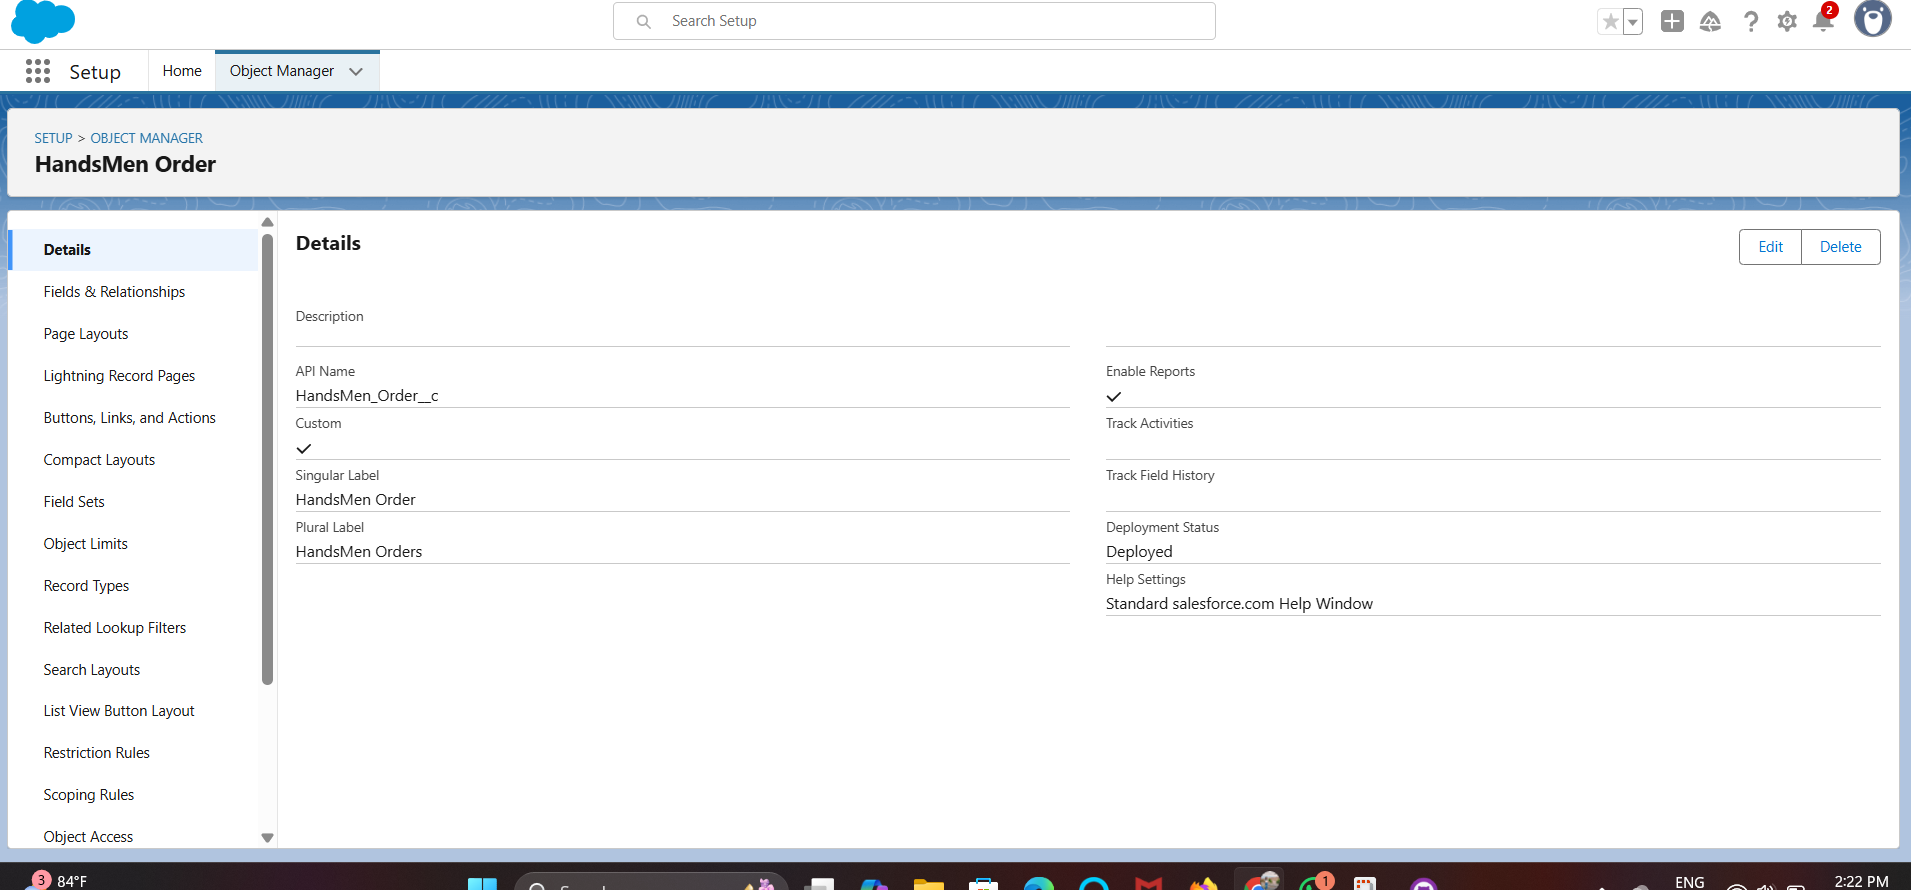 Search Setup
2
Setup
Home
Object Manager
SETUP > OBJECT MANAGER
HandsMen Order
Details
Fields & Relationships
Page Layouts
Lightning Record Pages
Buttons, Links, and Actions
Compact Layouts
Field Sets
Object Limits
Record Types
Related Lookup Filters
Search Layouts
List View Button Layout
Restriction Rules
Scoping Rules
Object Access
Details
Edit
Delete
Description
API Name
HandsMen_Order__c
Custom
Singular Label
HandsMen Order
Plural Label
HandsMen Orders
Enable Reports
Track Activities
Track Field History
Deployment Status
Deployed
Help Settings
Standard salesforce.com Help Window
3
84°F
1
ENG
2:22 PM